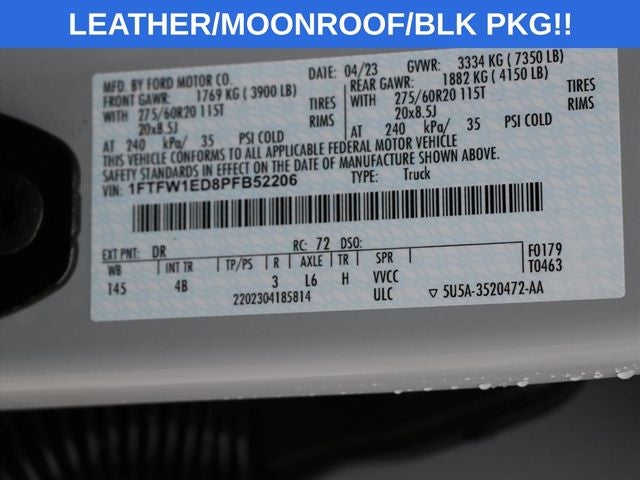 LEATHER/MOONROOF/BLK PKG!!
MFD. BY FORD MOTOR CO. DATE: 04/23 GVWR: 3334 KG ( 7350 LB)
FRONT GAWR: 1769 KG ( 3900 LB) REAR GAWR: 1882 KG ( 4150 LB)
WITH 275/60R20 115T TIRES WITH 275/60R20 115T TIRES
20x8.5J RIMS 20x8.5J RIMS
AT 240 kPa/ 35 PSI COLD AT 240 kPa/ 35 PSI COLD
THIS VEHICLE CONFORMS TO ALL APPLICABLE FEDERAL MOTOR VEHICLE
SAFETY STANDARDS IN EFFECT ON THE DATE OF MANUFACTURE SHOWN ABOVE.
VIN: 1FTFW1ED8PFB52206 TYPE: Truck
EXT PNT: DR RC: 72 DSO: F0179
WB INT TR TP/PS R AXLE TR SPR T0463
145 4B 3 L6 H VVCC
2202304185814 ULC ▽ 5U5A-3520472-AA